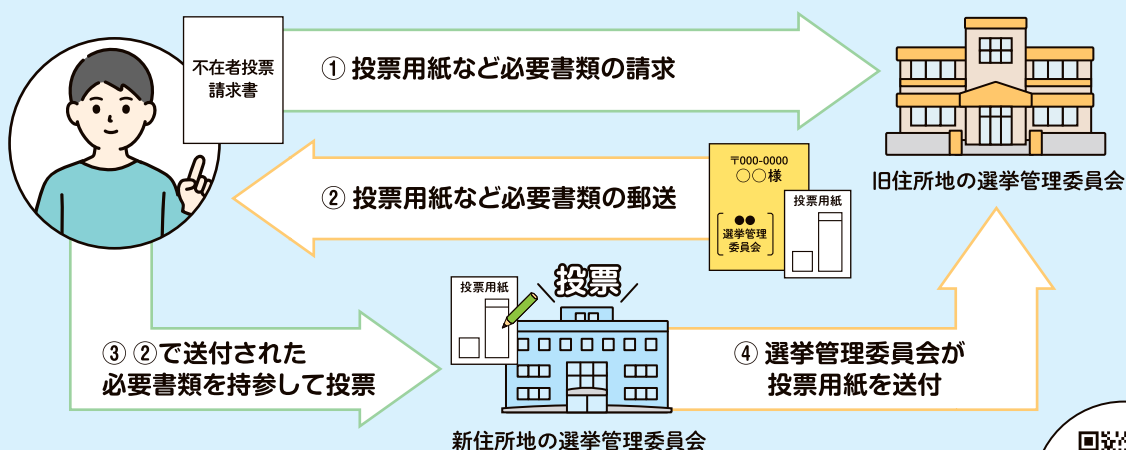 不在者投票
請求書
① 投票用紙など必要書類の請求
旧住所地の選挙管理委員会
② 投票用紙など必要書類の郵送
〒000-0000
○○様
●●
選挙管理
委員会
投票用紙
投票用紙
投票
③ ②で送付された
必要書類を持参して投票
新住所地の選挙管理委員会
④ 選挙管理委員会が
投票用紙を送付